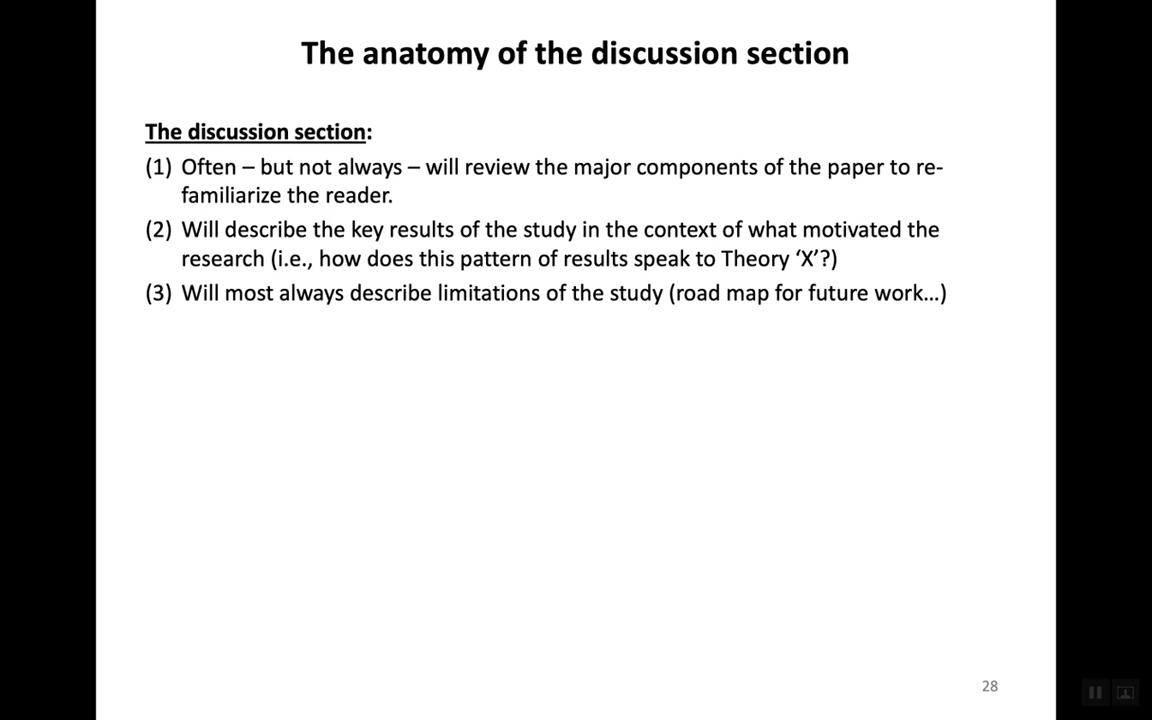 The anatomy of the discussion section
The discussion section:
(1) Often – but not always – will review the major components of the paper to re-
familiarize the reader.
(2) Will describe the key results of the study in the context of what motivated the
research (i.e., how does this pattern of results speak to Theory ‘X’?)
(3) Will most always describe limitations of the study (road map for future work…)
28